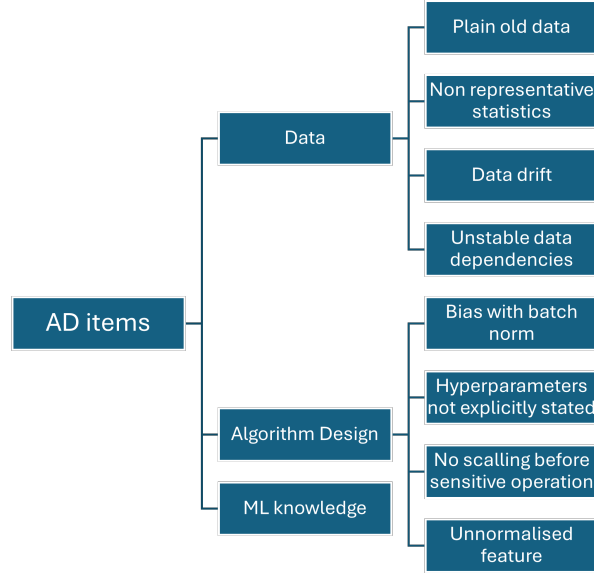 AD items
Data
Plain old data
Non representative
statistics
Data drift
Unstable data
dependencies
Algorithm Design
Bias with batch
norm
Hyperparameters
not explicitly stated
No scalling before
sensitive operation
Unnormalised
feature
ML knowledge